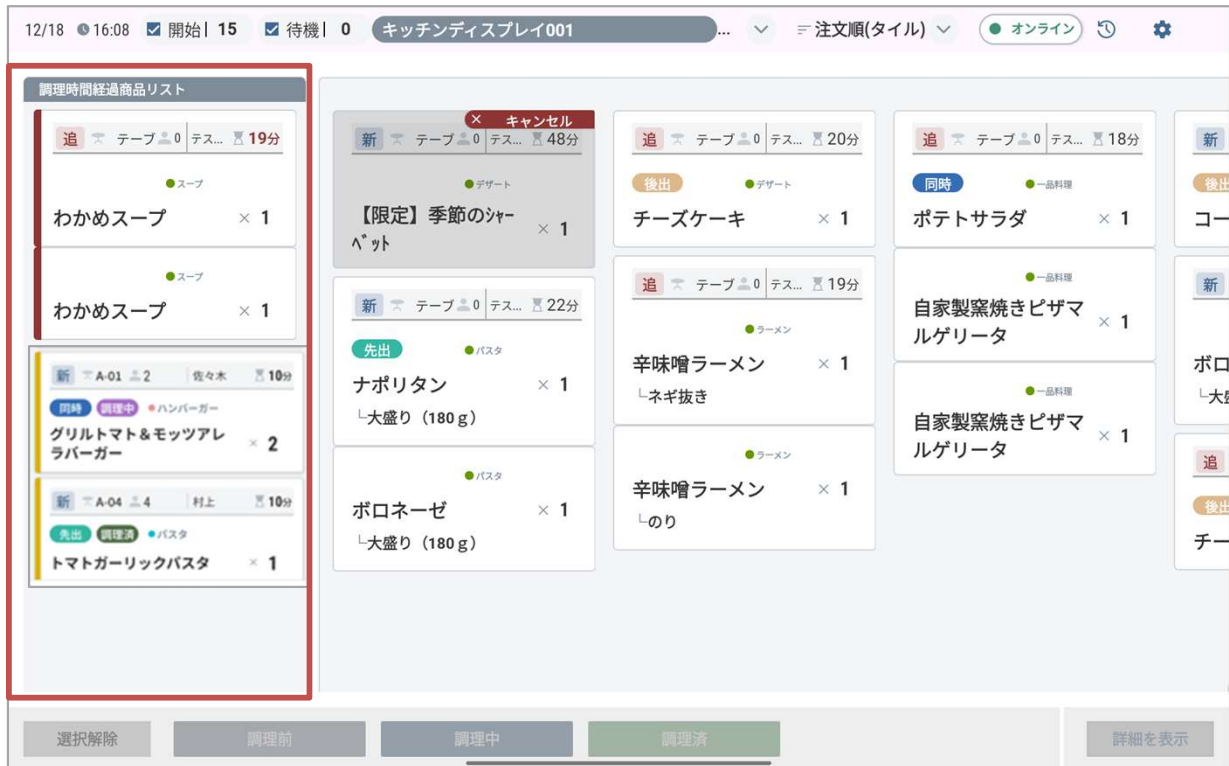 12/18 16:08 開始 | 15 待機 | 0 キッチンディスプレイ001 ... 注文順(タイル) オンライン
調理時間経過商品リスト
追 テーブ 0 テス... 19分
スープ
わかめスープ × 1
スープ
わかめスープ × 1
新 A-01 2 佐々木 10分
同時 調理中 ハンバーガー
グリルトマト&モッツアレ
ラバーガー × 2
新 A-04 4 村上 10分
先出 調理済 パスタ
トマトガーリックパスタ × 1
× キャンセル
新 テーブ 0 テス... 48分
デザート
【限定】季節のシャー
ベット × 1
新 テーブ 0 テス... 22分
先出 パスタ
ナポリタン × 1
└大盛り(180g)
パスタ
ボロネーゼ × 1
└大盛り(180g)
追 テーブ 0 テス... 20分
後出 デザート
チーズケーキ × 1
追 テーブ 0 テス... 19分
ラーメン
辛味噌ラーメン × 1
└ネギ抜き
ラーメン
辛味噌ラーメン × 1
└のり
追 テーブ 0 テス... 18分
同時 一品料理
ポテトサラダ × 1
一品料理
自家製窯焼きピザマ
ルゲリータ × 1
一品料理
自家製窯焼きピザマ
ルゲリータ × 1
新
後出
コー
新
ボロ
└大盛
追
後出
チー
選択解除 調理前 調理中 調理済 詳細を表示